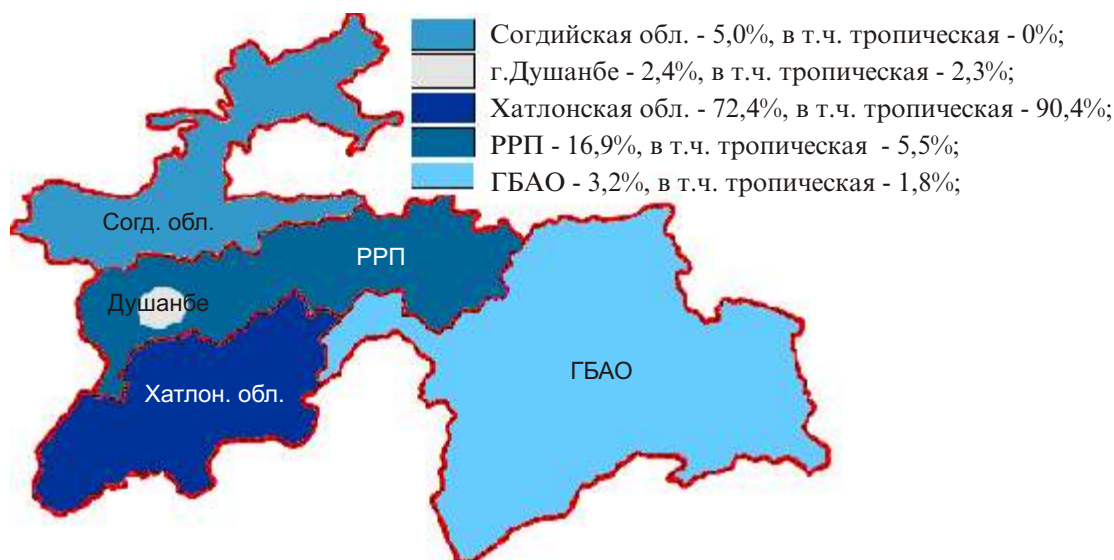 Согдийская обл. - 5,0%, в т.ч. тропическая - 0%;
г.Душанбе - 2,4%, в т.ч. тропическая - 2,3%;
Хатлонская обл. - 72,4%, в т.ч. тропическая - 90,4%;
РРП - 16,9%, в т.ч. тропическая - 5,5%;
ГБАО - 3,2%, в т.ч. тропическая - 1,8%;
Согд. обл.
РРП
Душанбе
ГБАО
Хатлон. обл.